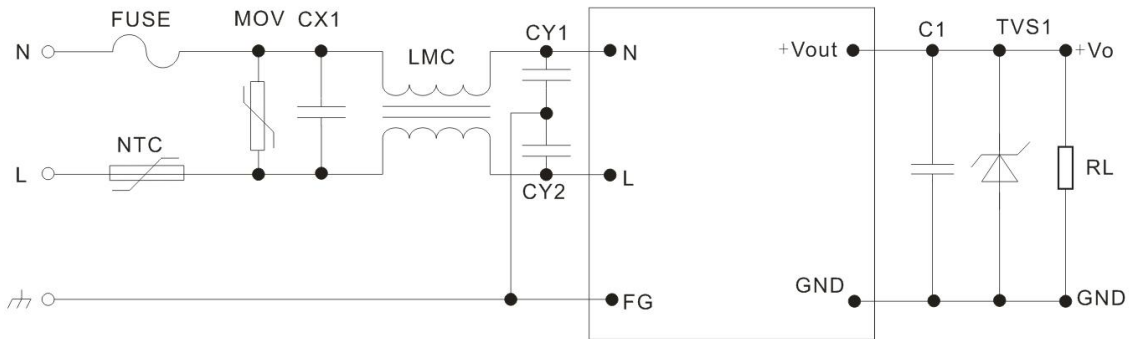 FUSE
MOV
CX1
LMC
CY1
N
N
+Vout
C1
TVS1
+Vo
NTC
L
CY2
L
RL
FG
GND
GND